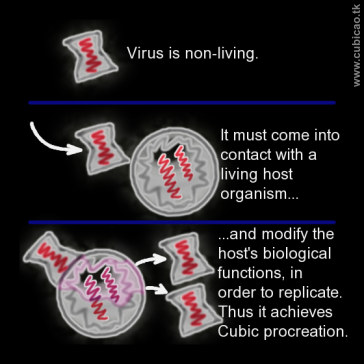 www.cubicao.tk
Virus is non-living.
It must come into
contact with a
living host
organism...
...and modify the
host's biological
functions, in
order to replicate.
Thus it achieves
Cubic procreation.